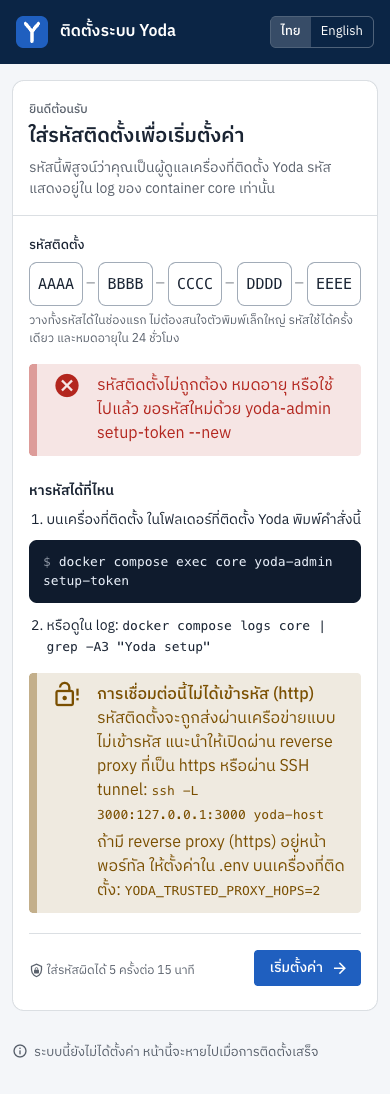 ติดตั้งระบบ Yoda
ไทย English
ยินดีต้อนรับ
ใส่รหัสติดตั้งเพื่อเริ่มตั้งค่า
รหัสนี้พิสูจน์ว่าคุณเป็นผู้ดูแลเครื่องที่ติดตั้ง Yoda รหัส
แสดงอยู่ใน log ของ container core เท่านั้น
รหัสติดตั้ง
AAAA – BBBB – CCCC – DDDD – EEEE
วางทั้งรหัสได้ในช่องแรก ไม่ต้องสนใจตัวพิมพ์เล็กใหญ่ รหัสใช้ได้ครั้ง
เดียว และหมดอายุใน 24 ชั่วโมง
รหัสติดตั้งไม่ถูกต้อง หมดอายุ หรือใช้
ไปแล้ว ขอรหัสใหม่ด้วย yoda-admin
setup-token --new
หารหัสได้ที่ไหน
1. บนเครื่องที่ติดตั้ง ในโฟลเดอร์ที่ติดตั้ง Yoda พิมพ์คำสั่งนี้
$ docker compose exec core yoda-admin
setup-token
2. หรือดูใน log: docker compose logs core |
grep -A3 "Yoda setup"
การเชื่อมต่อนี้ไม่ได้เข้ารหัส (http)
รหัสติดตั้งจะถูกส่งผ่านเครือข่ายแบบ
ไม่เข้ารหัส แนะนำให้เปิดผ่าน reverse
proxy ที่เป็น https หรือผ่าน SSH
tunnel: ssh -L
3000:127.0.0.1:3000 yoda-host
ถ้ามี reverse proxy (https) อยู่หน้า
พอร์ทัล ให้ตั้งค่าใน .env บนเครื่องที่ติด
ตั้ง: YODA_TRUSTED_PROXY_HOPS=2
ใส่รหัสผิดได้ 5 ครั้งต่อ 15 นาที
เริ่มตั้งค่า
ระบบนี้ยังไม่ได้ตั้งค่า หน้านี้จะหายไปเมื่อการติดตั้งเสร็จ